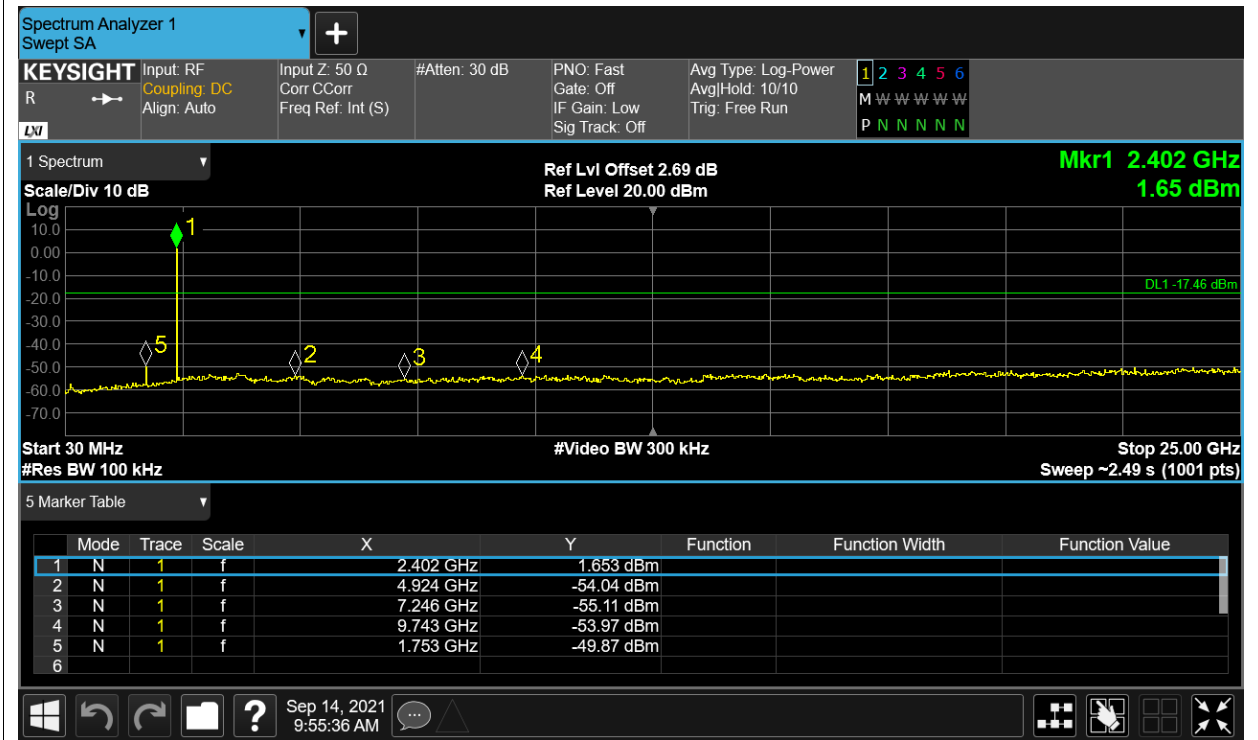 Spectrum Analyzer 1
Swept SA
+
KEYSIGHT
R
LXI
Input: RF
Coupling: DC
Align: Auto
Input Z: 50 Ω
Corr CCorr
Freq Ref: Int (S)
#Atten: 30 dB
PNO: Fast
Gate: Off
IF Gain: Low
Sig Track: Off
Avg Type: Log-Power
Avg|Hold: 10/10
Trig: Free Run
1 2 3 4 5 6
M W W W W W
P N N N N N
1 Spectrum
Scale/Div 10 dB
Ref Lvl Offset 2.69 dB
Ref Level 20.00 dBm
Mkr1 2.402 GHz
1.65 dBm
Log
10.0
0.00
-10.0
-20.0
-30.0
-40.0
-50.0
-60.0
-70.0
1
DL1 -17.46 dBm
5
2
3
4
Start 30 MHz
#Video BW 300 kHz
Stop 25.00 GHz
#Res BW 100 kHz
Sweep ~2.49 s (1001 pts)
5 Marker Table
Mode Trace Scale X Y Function Function Width Function Value
1 N 1 f 2.402 GHz 1.653 dBm
2 N 1 f 4.924 GHz -54.04 dBm
3 N 1 f 7.246 GHz -55.11 dBm
4 N 1 f 9.743 GHz -53.97 dBm
5 N 1 f 1.753 GHz -49.87 dBm
6
?
Sep 14, 2021
9:55:36 AM